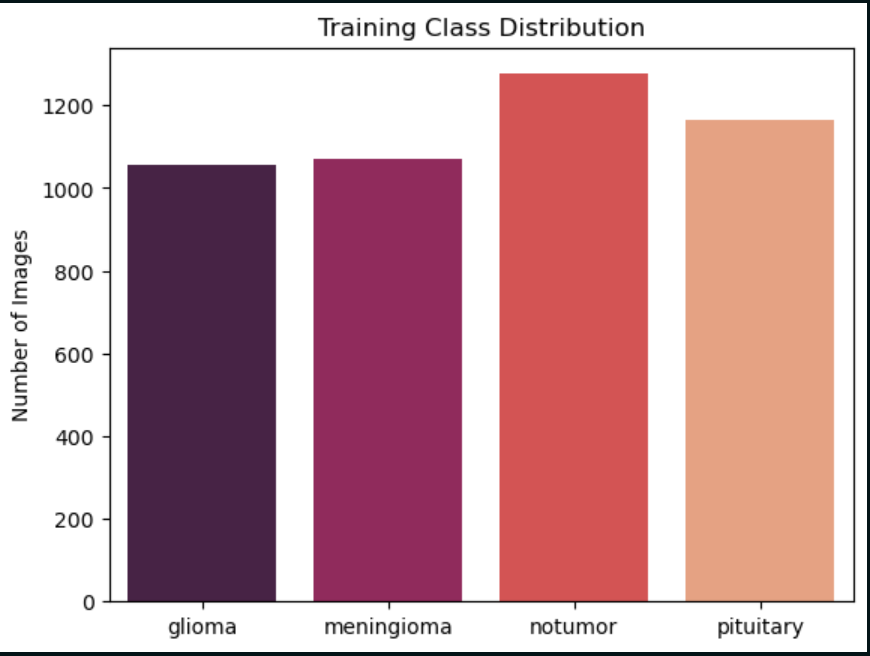 Training Class Distribution
Number of Images
1200
1000
800
600
400
200
0
glioma meningioma notumor pituitary